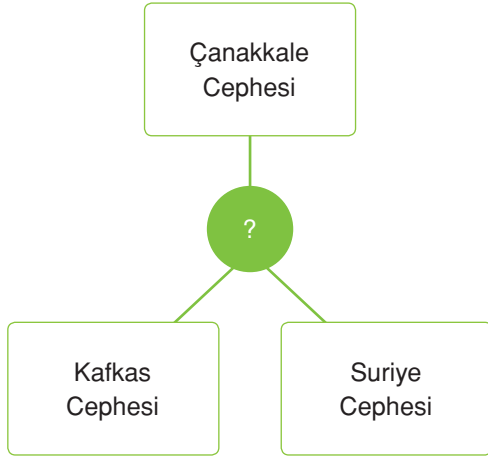 Çanakkale
Cephesi
?
Kafkas
Cephesi
Suriye
Cephesi